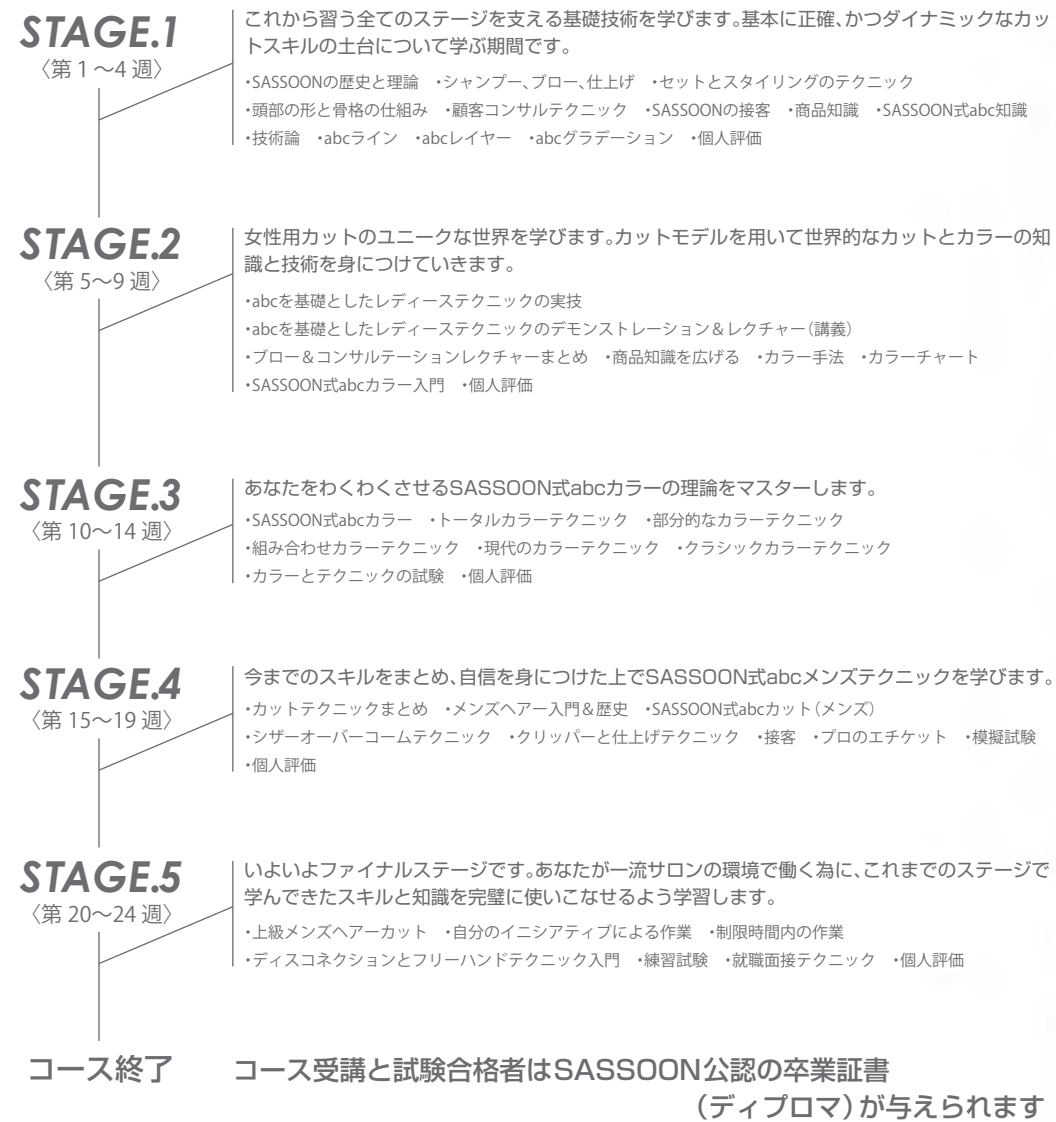 STAGE.1
〈第 1～4 週〉
これから習う全てのステージを支える基礎技術を学びます。基本に正確、かつダイナミックなカッ
トスキルの土台について学ぶ期間です。
・SASSOONの歴史と理論　・シャンプー、ブロー、仕上げ　・セットとスタイリングのテクニック
・頭部の形と骨格の仕組み　・顧客コンサルテクニック　・SASSOONの接客　・商品知識　・SASSOON式abc知識
・技術論　・abcライン　・abcレイヤー　・abcグラデーション　・個人評価
STAGE.2
〈第 5～9 週〉
女性用カットのユニークな世界を学びます。カットモデルを用いて世界的なカットとカラーの知
識と技術を身につけていきます。
・abcを基礎としたレディーステクニックの実技
・abcを基礎としたレディーステクニックのデモンストレーション＆レクチャー（講義）
・ブロー＆コンサルテーションレクチャーまとめ　・商品知識を広げる　・カラー手法　・カラーチャート
・SASSOON式abcカラー入門　・個人評価
STAGE.3
〈第 10～14 週〉
あなたをわくわくさせるSASSOON式abcカラーの理論をマスターします。
・SASSOON式abcカラー　・トータルカラーテクニック　・部分的なカラーテクニック
・組み合わせカラーテクニック　・現代のカラーテクニック　・クラシックカラーテクニック
・カラーとテクニックの試験　・個人評価
STAGE.4
〈第 15～19 週〉
今までのスキルをまとめ、自信を身につけた上でSASSOON式abcメンズテクニックを学びます。
・カットテクニックまとめ　・メンズヘアー入門＆歴史　・SASSOON式abcカット（メンズ）
・シザーオーバーコームテクニック　・クリッパーと仕上げテクニック　・接客　・プロのエチケット　・模擬試験
・個人評価
STAGE.5
〈第 20～24 週〉
いよいよファイナルステージです。あなたが一流サロンの環境で働く為に、これまでのステージで
学んできたスキルと知識を完璧に使いこなせるよう学習します。
・上級メンズヘアーカット　・自分のイニシアティブによる作業　・制限時間内の作業
・ディスコネクションとフリーハンドテクニック入門　・練習試験　・就職面接テクニック　・個人評価
コース終了
コース受講と試験合格者はSASSOON公認の卒業証書
（ディプロマ）が与えられます